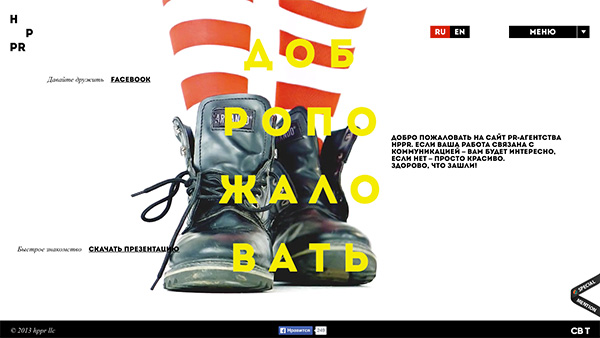 H
P
PR
RU EN
МЕНЮ
ДОБ
РОПО
ЖАЛО
ВАТЬ
Давайте дружить FACEBOOK
ДОБРО ПОЖАЛОВАТЬ НА САЙТ PR-АГЕНТСТВА
HPPR. ЕСЛИ ВАША РАБОТА СВЯЗАНА С
КОММУНИКАЦИЕЙ – ВАМ БУДЕТ ИНТЕРЕСНО,
ЕСЛИ НЕТ – ПРОСТО КРАСИВО.
ЗДОРОВО, ЧТО ЗАШЛИ!
Быстрое знакомство СКАЧАТЬ ПРЕЗЕНТАЦИЮ
SPECIAL
MENTION
© 2013 hppr llc
Нравится 249
СВТ